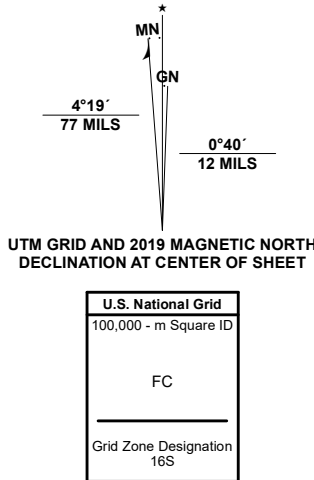 ★
MN
GN
4°19´
77 MILS
0°40´
12 MILS
UTM GRID AND 2019 MAGNETIC NORTH
DECLINATION AT CENTER OF SHEET
U.S. National Grid
100,000 - m Square ID
FC
Grid Zone Designation
16S